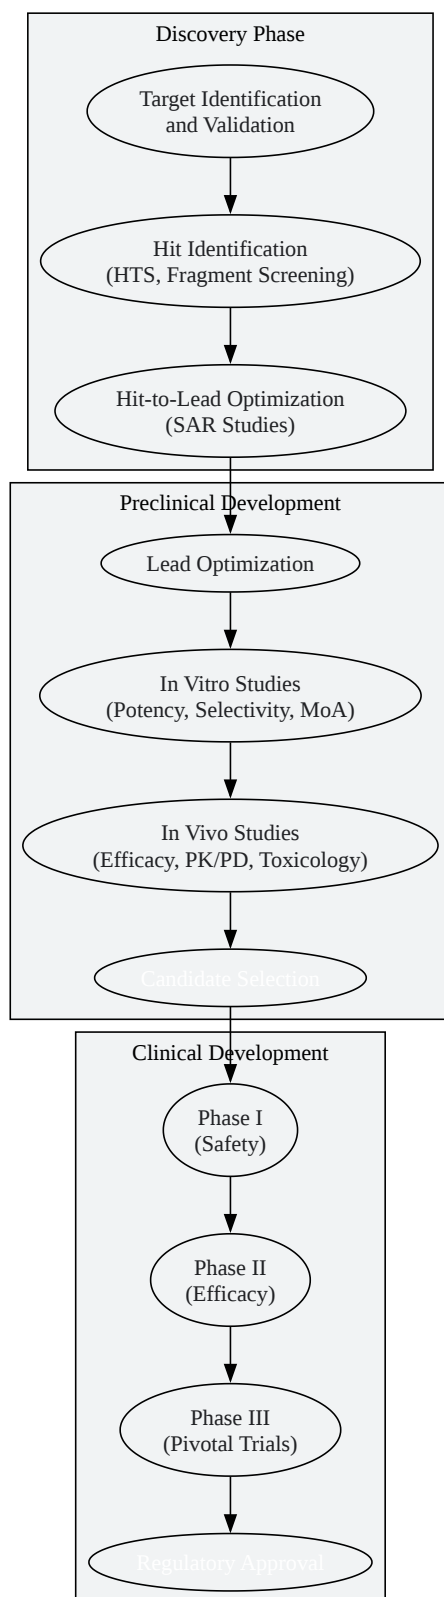 Discovery Phase
Target Identification
and Validation
Hit Identification
(HTS, Fragment Screening)
Hit-to-Lead Optimization
(SAR Studies)
Preclinical Development
Lead Optimization
In Vitro Studies
(Potency, Selectivity, MoA)
In Vivo Studies
(Efficacy, PK/PD, Toxicology)
Candidate Selection
Clinical Development
Phase I
(Safety)
Phase II
(Efficacy)
Phase III
(Pivotal Trials)
Regulatory Approval